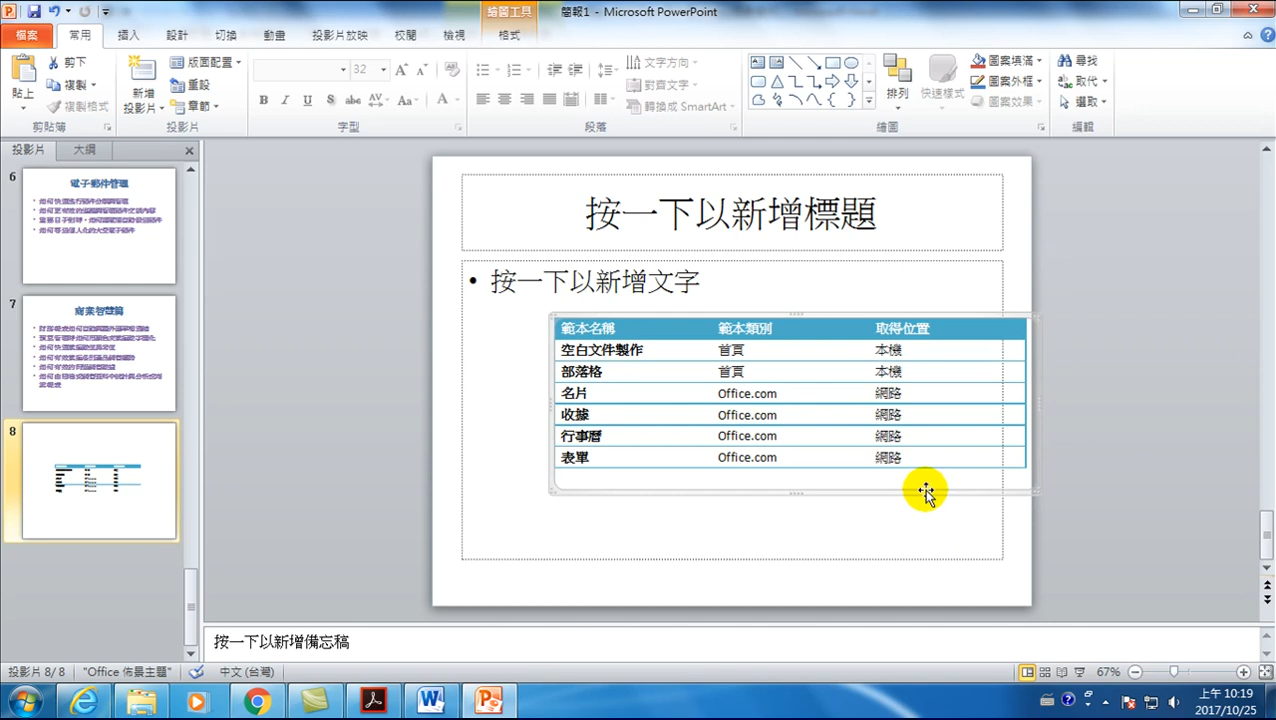 簡報1 - Microsoft PowerPoint
繪圖工具
檔案 常用 插入 設計 切換 動畫 投影片放映 校閱 檢視 格式
貼上
剪下
複製
複製格式
剪貼簿
新增
投影片
版面配置
重設
章節
投影片
32
B I U S abc AV Aa A
字型
文字方向
對齊文字
轉換成 SmartArt
段落
排列
快速樣式
圖案填滿
圖案外框
圖案效果
繪圖
尋找
取代
選取
編輯
投影片 大綱
6
電子郵件管理
7
商業智慧篇
8
按一下以新增標題
• 按一下以新增文字
範本名稱 範本類別 取得位置
空白文件製作 首頁 本機
部落格 首頁 本機
名片 Office.com 網路
收據 Office.com 網路
行事曆 Office.com 網路
表單 Office.com 網路
按一下以新增備忘稿
投影片 8/8 "Office 佈景主題" 中文 (台灣) 67%
上午 10:19
2017/10/25